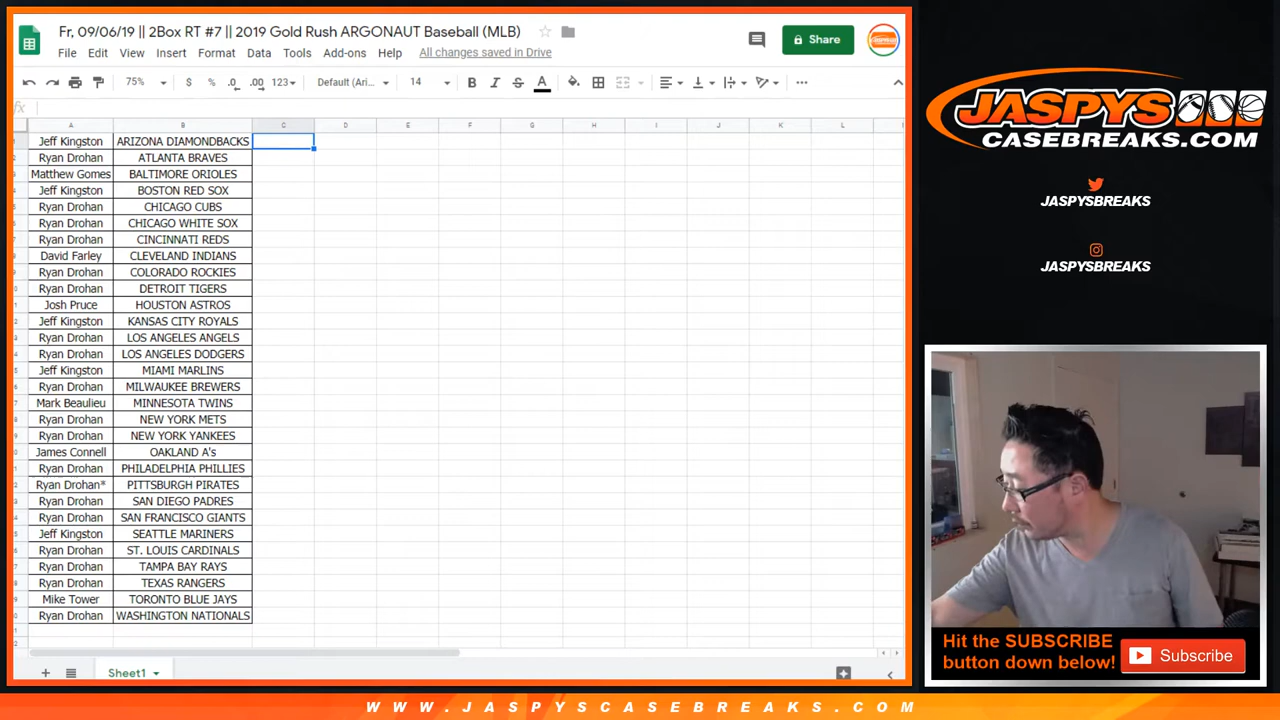 Fr, 09/06/19 || 2Box RT #7 || 2019 Gold Rush ARGONAUT Baseball (MLB)
File Edit View Insert Format Data Tools Add-ons Help All changes saved in Drive
Share
75% $ % .0 .00 123 Default (Ari... 14 B I S A
fx
A B C D E F G H I J K L
Jeff Kingston ARIZONA DIAMONDBACKS
Ryan Drohan ATLANTA BRAVES
Matthew Gomes BALTIMORE ORIOLES
Jeff Kingston BOSTON RED SOX
Ryan Drohan CHICAGO CUBS
Ryan Drohan CHICAGO WHITE SOX
Ryan Drohan CINCINNATI REDS
David Farley CLEVELAND INDIANS
Ryan Drohan COLORADO ROCKIES
Ryan Drohan DETROIT TIGERS
Josh Pruce HOUSTON ASTROS
Jeff Kingston KANSAS CITY ROYALS
Ryan Drohan LOS ANGELES ANGELS
Ryan Drohan LOS ANGELES DODGERS
Jeff Kingston MIAMI MARLINS
Ryan Drohan MILWAUKEE BREWERS
Mark Beaulieu MINNESOTA TWINS
Ryan Drohan NEW YORK METS
Ryan Drohan NEW YORK YANKEES
James Connell OAKLAND A's
Ryan Drohan PHILADELPHIA PHILLIES
Ryan Drohan* PITTSBURGH PIRATES
Ryan Drohan SAN DIEGO PADRES
Ryan Drohan SAN FRANCISCO GIANTS
Jeff Kingston SEATTLE MARINERS
Ryan Drohan ST. LOUIS CARDINALS
Ryan Drohan TAMPA BAY RAYS
Ryan Drohan TEXAS RANGERS
Mike Tower TORONTO BLUE JAYS
Ryan Drohan WASHINGTON NATIONALS
Sheet1
JASPYS
CASEBREAKS.COM
JASPYSBREAKS
JASPYSBREAKS
Hit the SUBSCRIBE
button down below!
Subscribe
WWW.JASPYSCASEBREAKS.COM